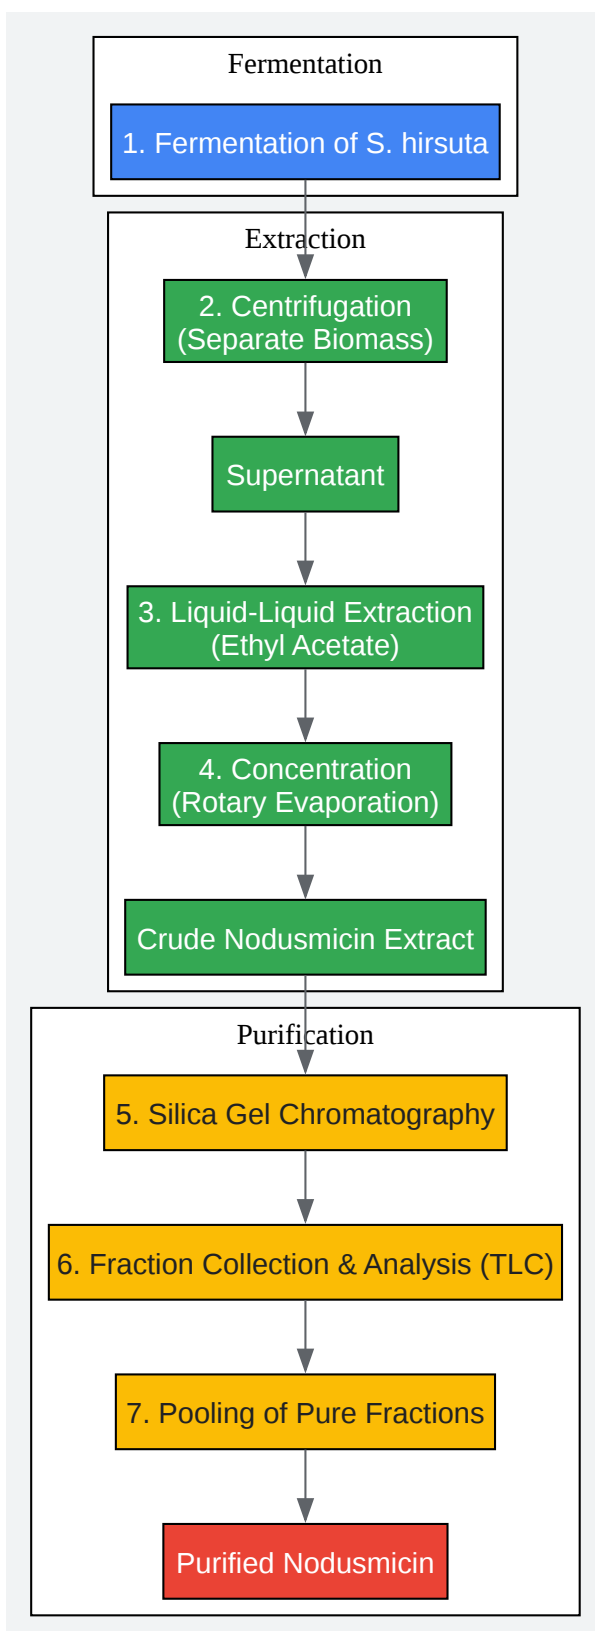 Fermentation
1. Fermentation of S. hirsuta
Extraction
2. Centrifugation
(Separate Biomass)
Supernatant
3. Liquid-Liquid Extraction
(Ethyl Acetate)
4. Concentration
(Rotary Evaporation)
Crude Nodusmicin Extract
Purification
5. Silica Gel Chromatography
6. Fraction Collection & Analysis (TLC)
7. Pooling of Pure Fractions
Purified Nodusmicin